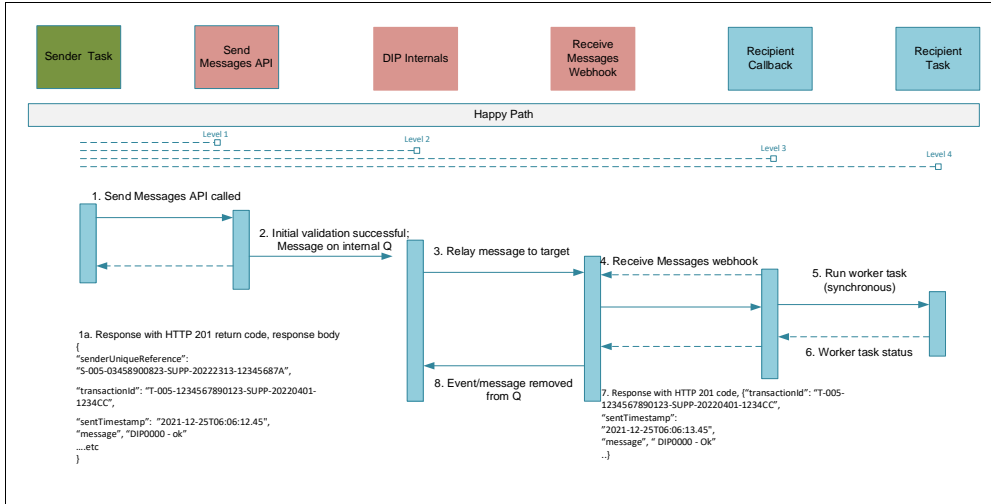 Sender Task
Send
Messages API
DIP Internals
Receive
Messages
Webhook
Recipient
Callback
Recipient
Task
Happy Path
Level 1
Level 2
Level 3
Level 4
1. Send Messages API called
2. Initial validation successful;
Message on internal Q
3. Relay message to target
4. Receive Messages webhook
5. Run worker task
(synchronous)
6. Worker task status
8. Event/message removed
from Q
1a. Response with HTTP 201 return code, response body
{
“senderUniqueReference”:
“S-005-03458900823-SUPP-20222313-12345687A”,
“transactionId”: “T-005-1234567890123-SUPP-20220401-
1234CC”,
“sentTimestamp”: "2021-12-25T06:06:12.45",
“message”, “DIP0000 - ok”
….etc
}
7. Response with HTTP 201 code, {“transactionId”: “T-005-
1234567890123-SUPP-20220401-1234CC”,
“sentTimestamp”:
"2021-12-25T06:06:13.45",
“message”, “ DIP0000 - Ok”
..}